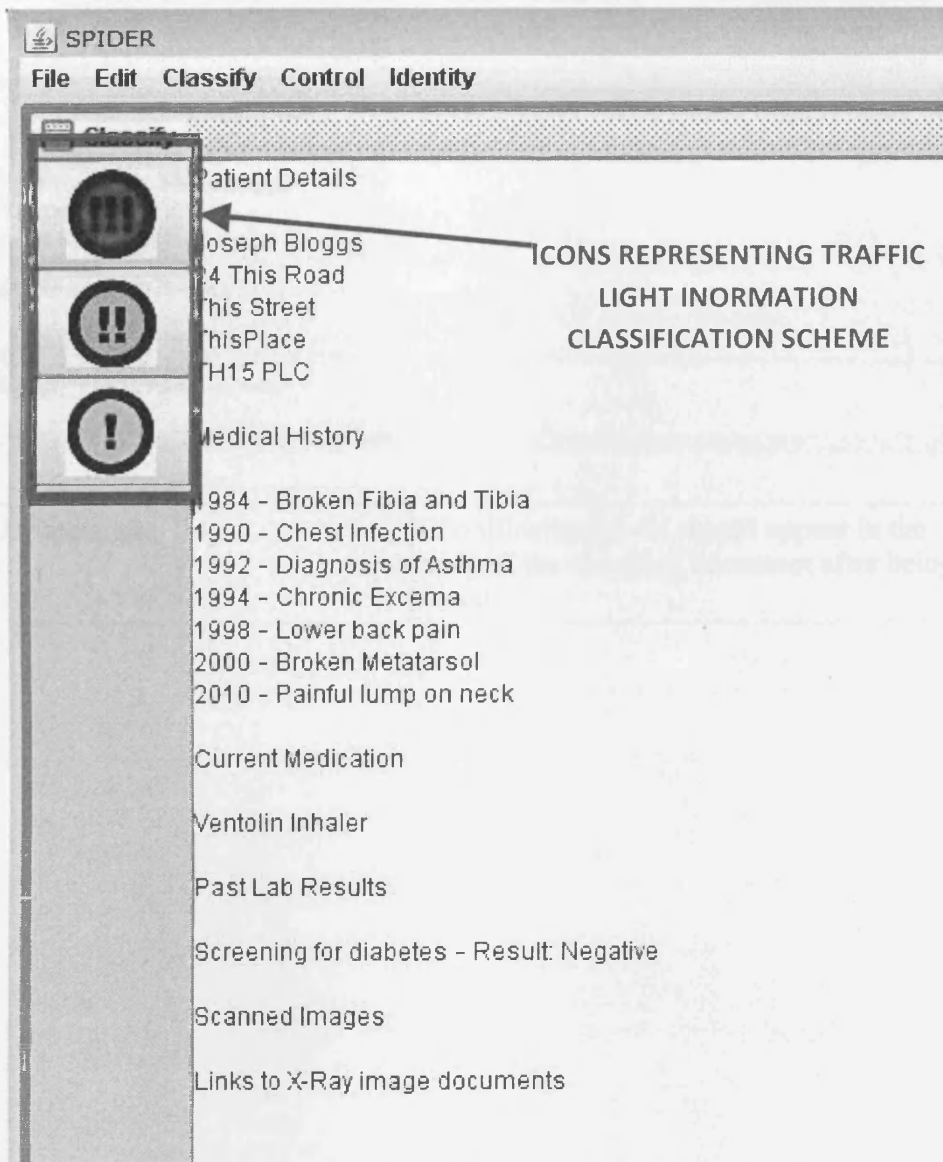 SPIDER
File Edit Classify Control Identity
Classify
!!!
!!
!
Patient Details
Joseph Bloggs
24 This Road
This Street
ThisPlace
TH15 PLC
ICONS REPRESENTING TRAFFIC
LIGHT INORMATION
CLASSIFICATION SCHEME
Medical History
1984 - Broken Fibia and Tibia
1990 - Chest Infection
1992 - Diagnosis of Asthma
1994 - Chronic Excema
1998 - Lower back pain
2000 - Broken Metatarsol
2010 - Painful lump on neck
Current Medication
Ventolin Inhaler
Past Lab Results
Screening for diabetes - Result: Negative
Scanned Images
Links to X-Ray image documents